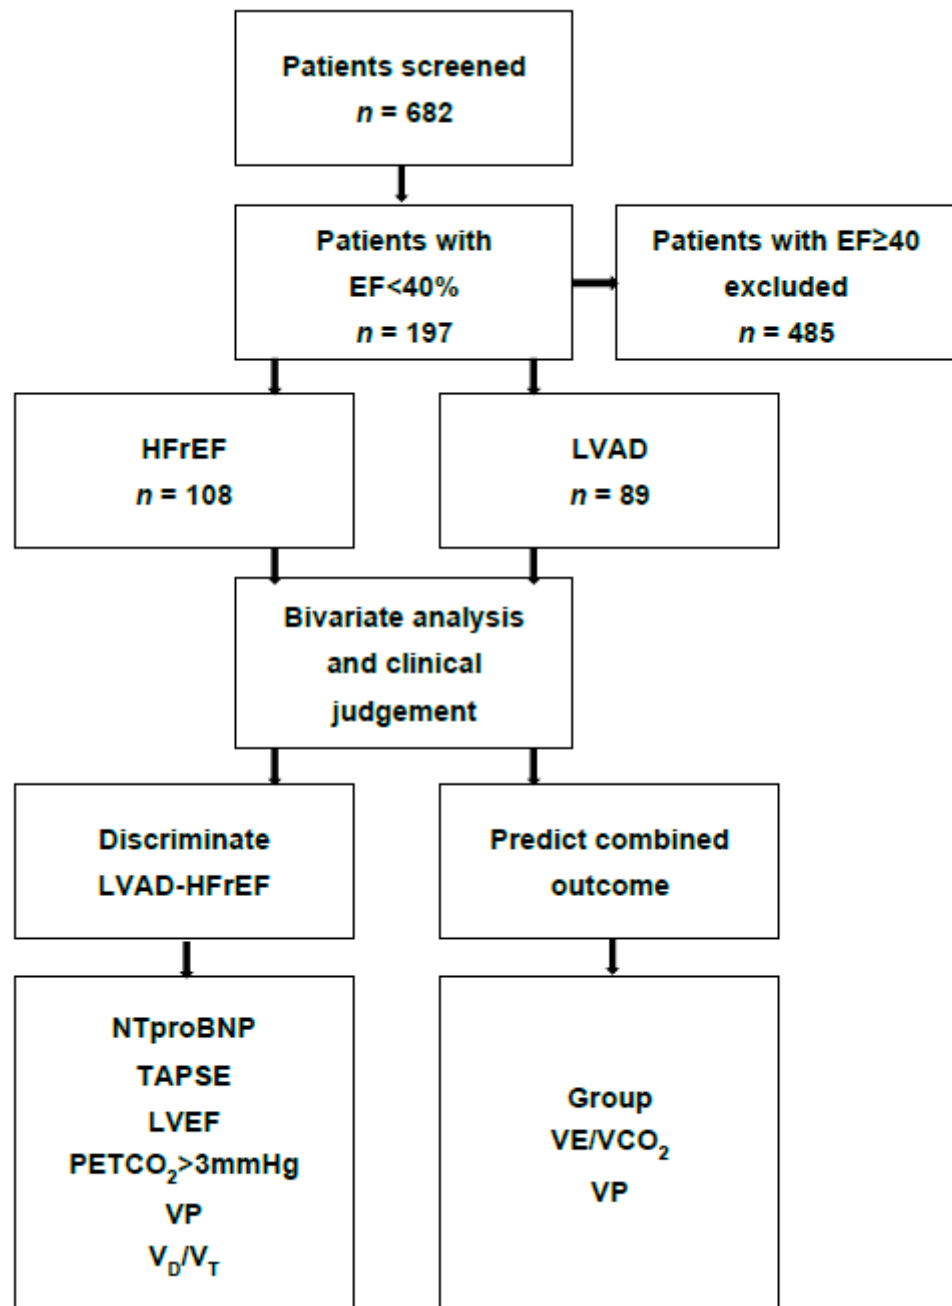 Patients screened
n = 682
Patients with
EF<40%
n = 197
Patients with EF≥40
excluded
n = 485
HFrEF
n = 108
LVAD
n = 89
Bivariate analysis
and clinical
judgement
Discriminate
LVAD-HFrEF
Predict combined
outcome
NTproBNP
TAPSE
LVEF
PETCO₂>3mmHg
VP
V_D/V_T
Group
VE/VCO₂
VP